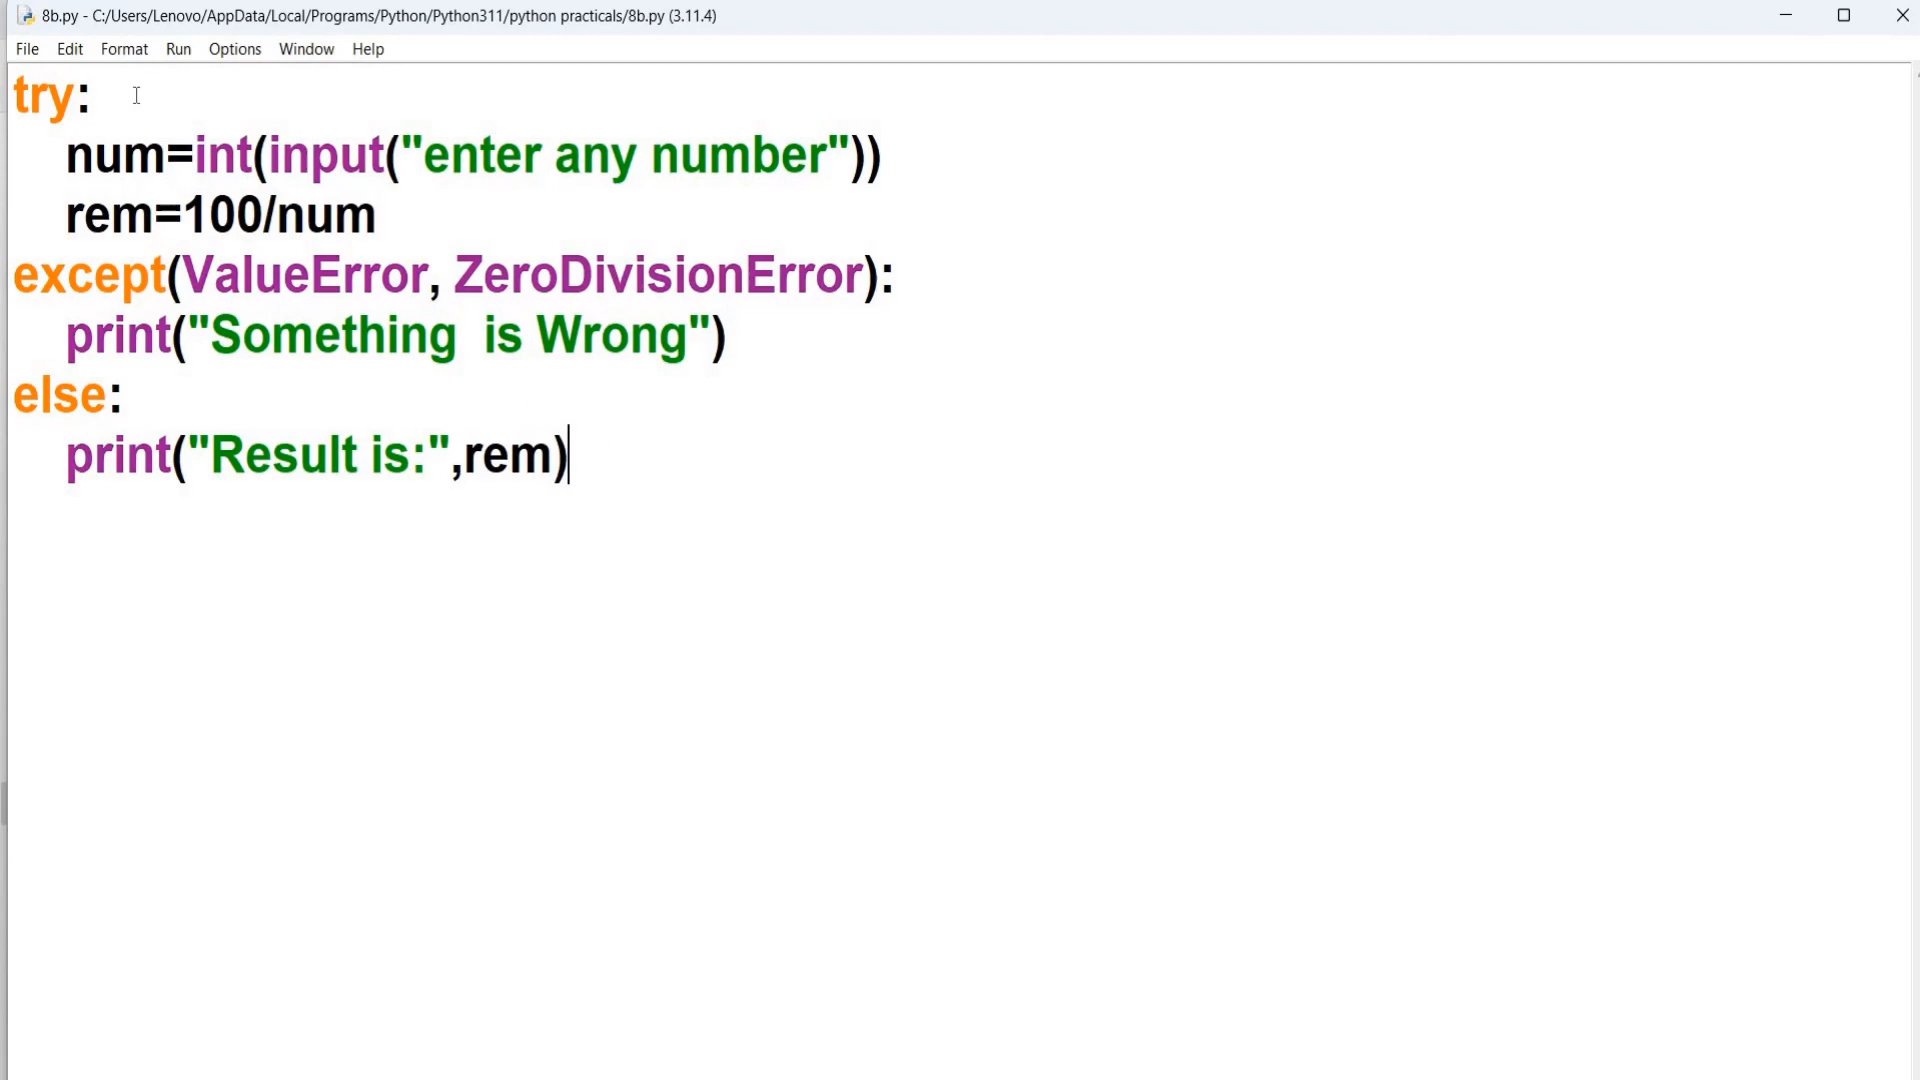 8b.py - C:/Users/Lenovo/AppData/Local/Programs/Python/Python311/python practicals/8b.py (3.11.4)
File Edit Format Run Options Window Help
try:
    num=int(input("enter any number"))
    rem=100/num
except(ValueError, ZeroDivisionError):
    print("Something  is Wrong")
else:
    print("Result is:",rem)